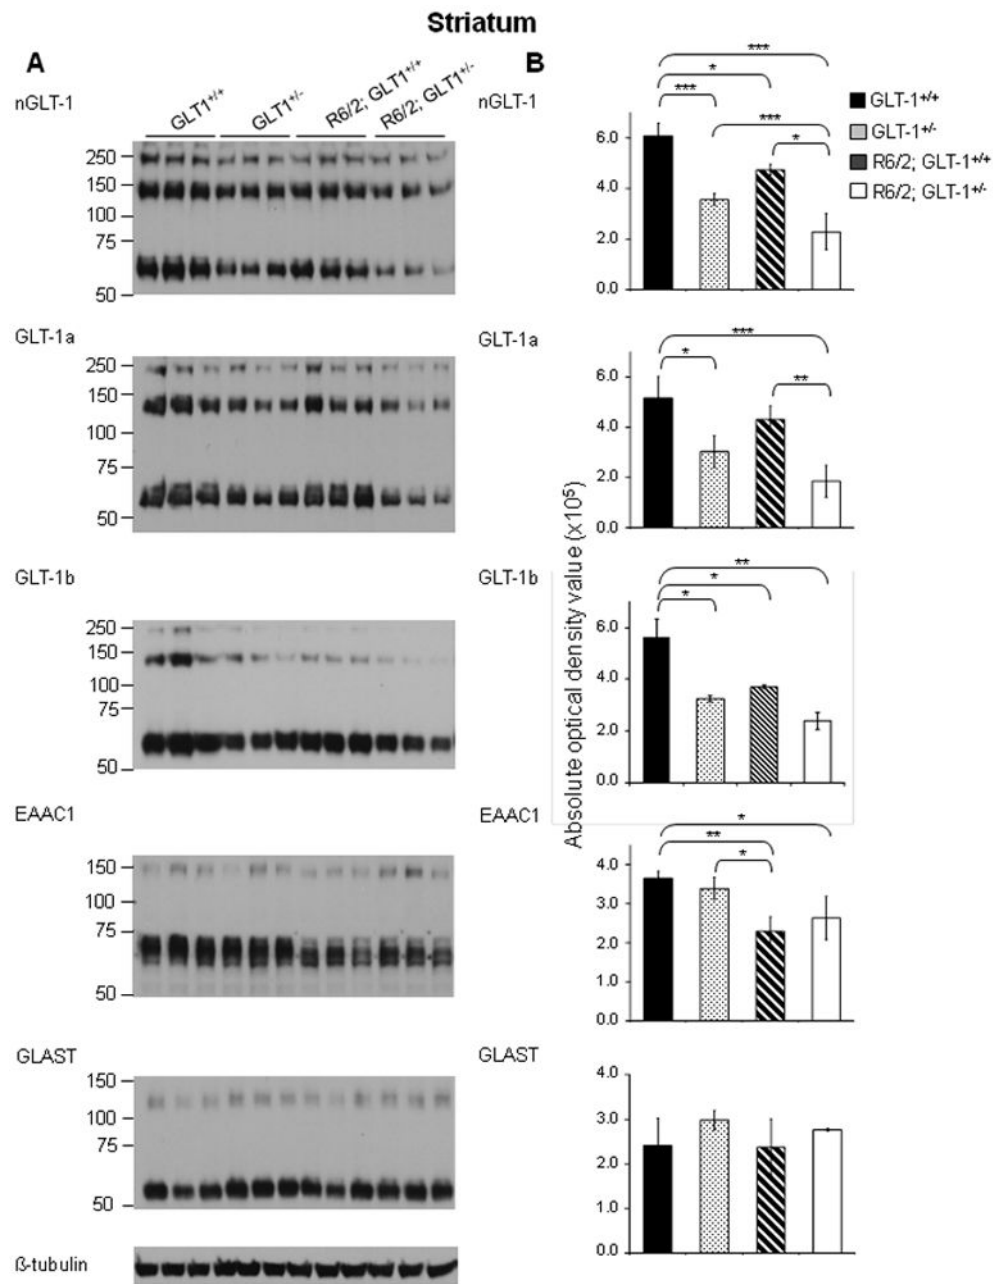 Striatum
A
nGLT-1
GLT1+/+
GLT1+/-
R6/2; GLT1+/+
R6/2; GLT1+/-
250
150
100
75
50
GLT-1a
250
150
100
75
50
GLT-1b
250
150
100
75
50
EAAC1
150
100
75
50
GLAST
150
100
75
50
ß-tubulin
B
nGLT-1
***
*
***
***
*
6.0
4.0
2.0
0.0
GLT-1+/+
GLT-1+/-
R6/2; GLT-1+/+
R6/2; GLT-1+/-
GLT-1a
***
*
**
6.0
4.0
2.0
0.0
Absolute optical density value (x10⁵)
GLT-1b
**
*
*
6.0
4.0
2.0
0.0
EAAC1
*
**
*
4.0
3.0
2.0
1.0
0.0
GLAST
4.0
3.0
2.0
1.0
0.0